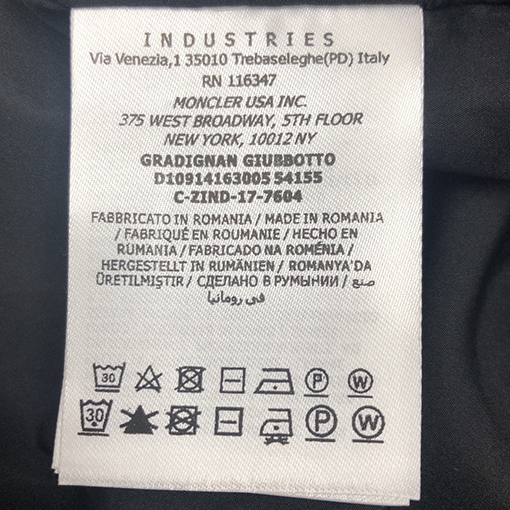 INDUSTRIES
Via Venezia,1 35010 Trebaseleghe(PD) Italy
RN 116347
MONCLER USA INC.
375 WEST BROADWAY, 5TH FLOOR
NEW YORK, 10012 NY
GRADIGNAN GIUBBOTTO
D10914163005 54155
C-ZIND-17-7604
FABBRICATO IN ROMANIA / MADE IN ROMANIA
/ FABRIQUÉ EN ROUMANIE / HECHO EN
RUMANIA / FABRICADO NA ROMÉNIA /
HERGESTELLT IN RUMÄNIEN / ROMANYA'DA
ÜRETILMIŞTIR / СДЕЛАНО В РУМЫНИИ / صنع
في رومانيا
30 P W
30 P W